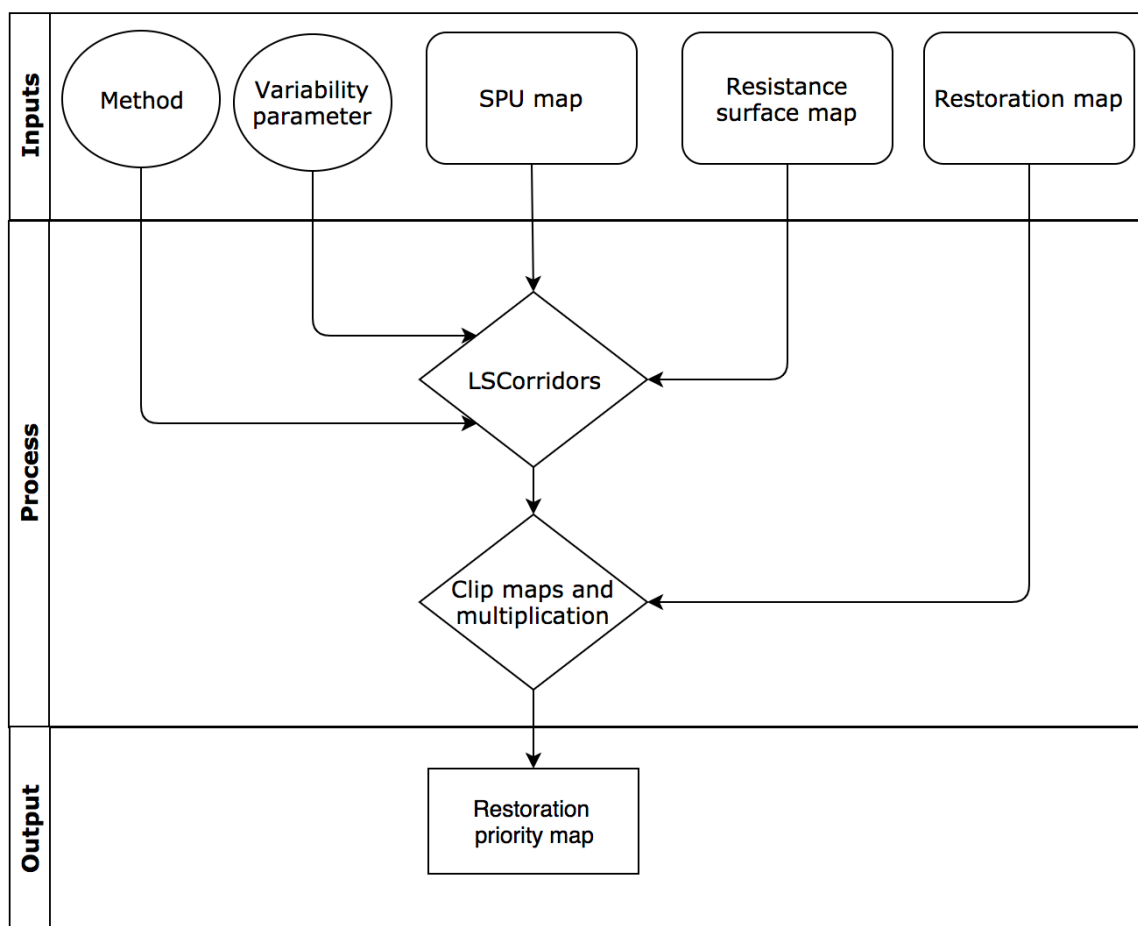 Inputs
Method
Variability
parameter
SPU map
Resistance
surface map
Restoration map
Process
LSCorridors
Clip maps and
multiplication
Output
Restoration
priority map